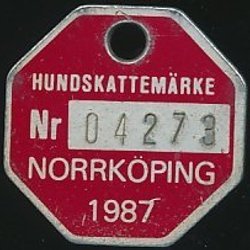 HUNDSKATTEMÄRKE
Nr 04273
NORRKÖPING
1987